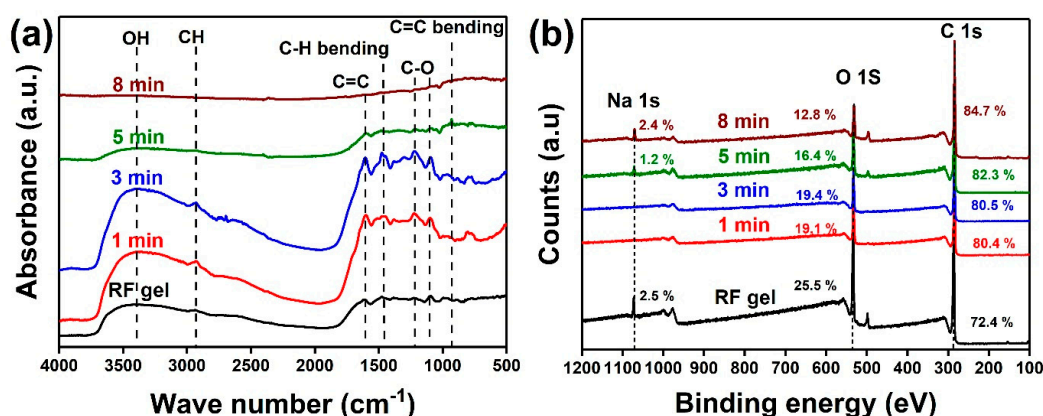 (a)
OH
CH
C-H bending
C=C bending
C=C
C-O
8 min
5 min
3 min
1 min
RF gel
Absorbance (a.u.)
4000 3500 3000 2500 2000 1500 1000 500
Wave number (cm⁻¹)
(b)
C 1s
O 1S
Na 1s
2.4 %
8 min
12.8 %
84.7 %
1.2 %
5 min
16.4 %
82.3 %
3 min
19.4 %
80.5 %
1 min
19.1 %
80.4 %
2.5 %
RF gel
25.5 %
72.4 %
Counts (a.u)
1200 1100 1000 900 800 700 600 500 400 300 200 100
Binding energy (eV)